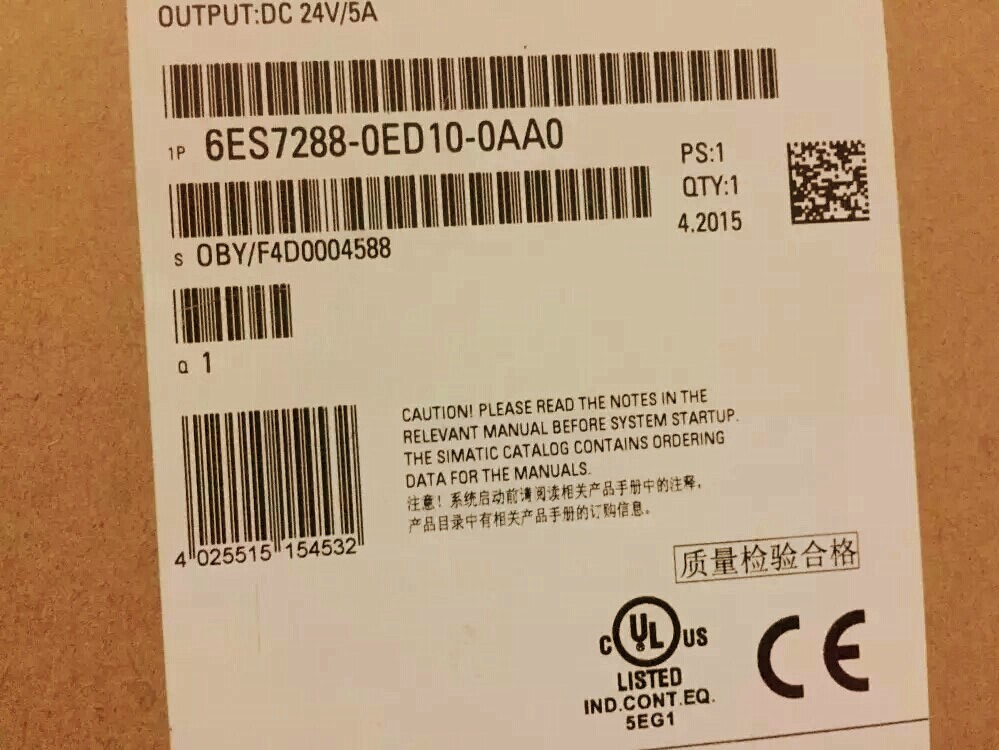 OUTPUT:DC 24V/5A
1P 6ES7288-0ED10-0AA0
PS:1
QTY:1
4.2015
S OBY/F4D0004588
Q 1
CAUTION! PLEASE READ THE NOTES IN THE
RELEVANT MANUAL BEFORE SYSTEM STARTUP.
THE SIMATIC CATALOG CONTAINS ORDERING
DATA FOR THE MANUALS.
注意！系统启动前请阅读相关产品手册中的注释，
产品目录中有相关产品手册的订购信息。
4 025515 154532
质量检验合格
C UL US
LISTED
IND.CONT.EQ.
5EG1
CE